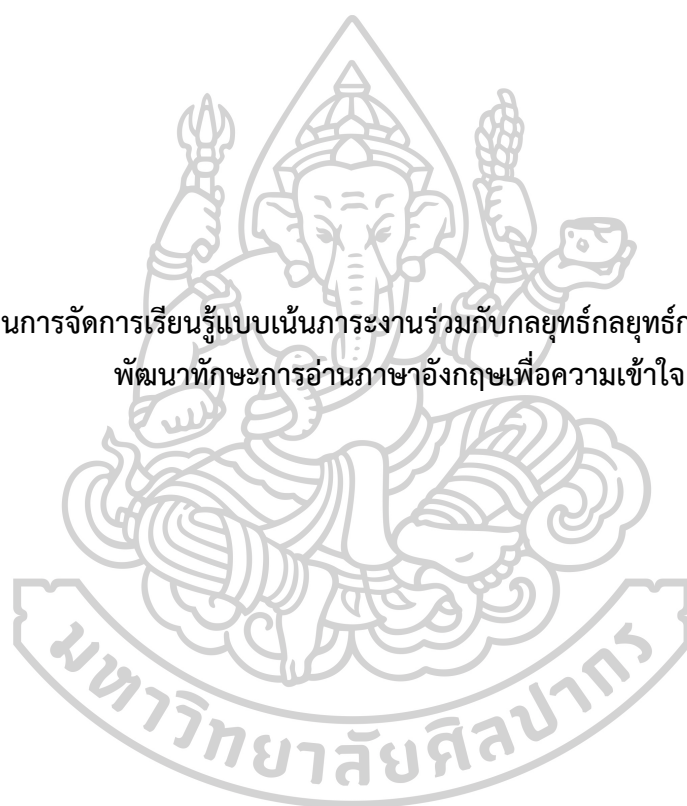 นการจัดการเรียนรู้แบบเน้นภาระงานร่วมกับกลยุทธ์กลยุทธ์ก
พัฒนาทักษะการอ่านภาษาอังกฤษเพื่อความเข้าใจ
มหาวิทยาลัยศิลปากร